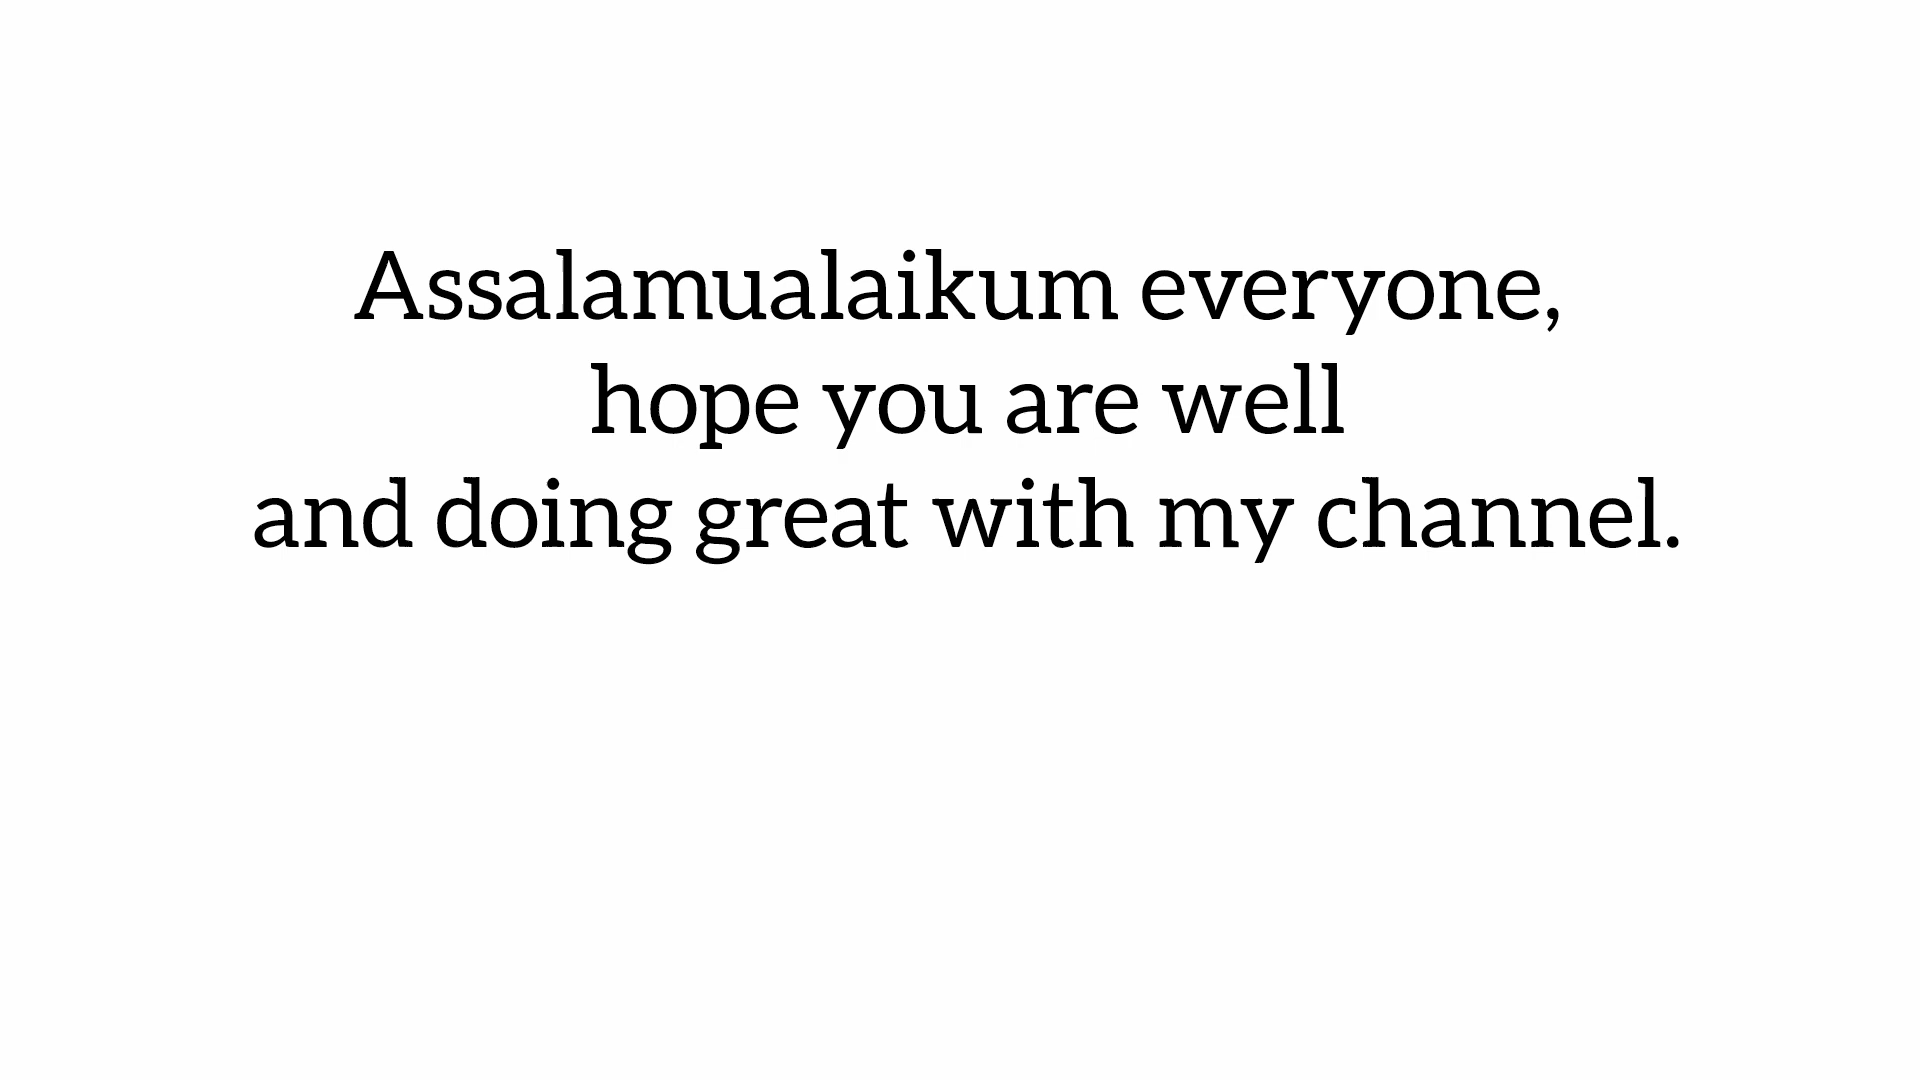 Assalamualaikum everyone,
hope you are well
and doing great with my channel.